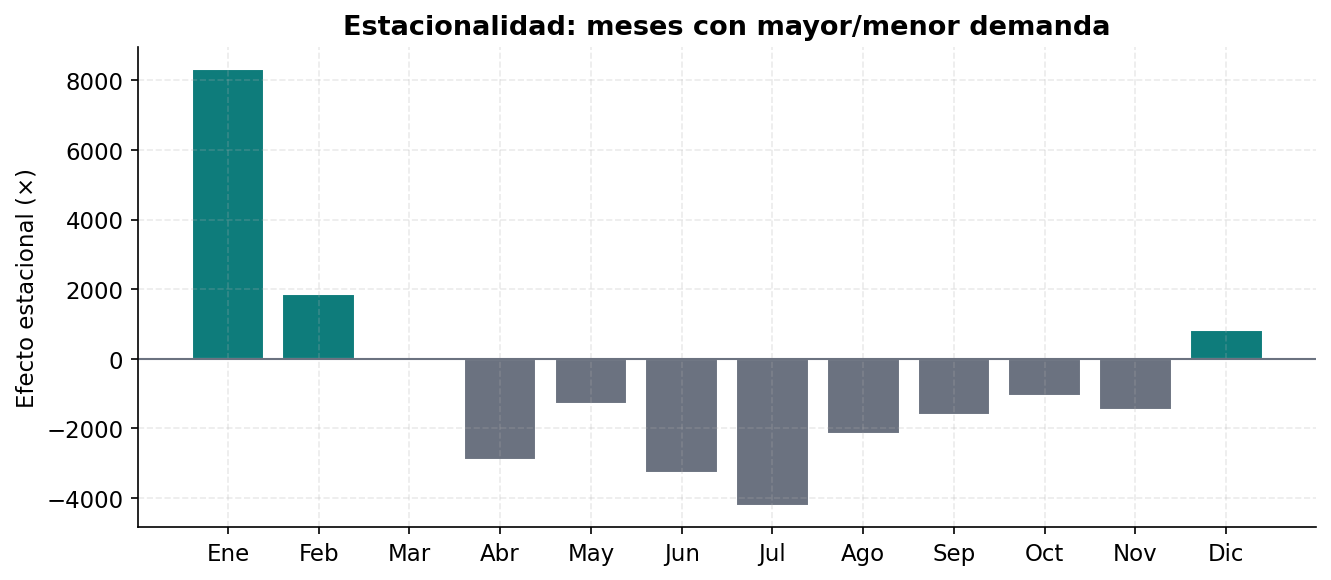 Estacionalidad: meses con mayor/menor demanda
Efecto estacional (×)
8000
6000
4000
2000
0
−2000
−4000
Ene Feb Mar Abr May Jun Jul Ago Sep Oct Nov Dic